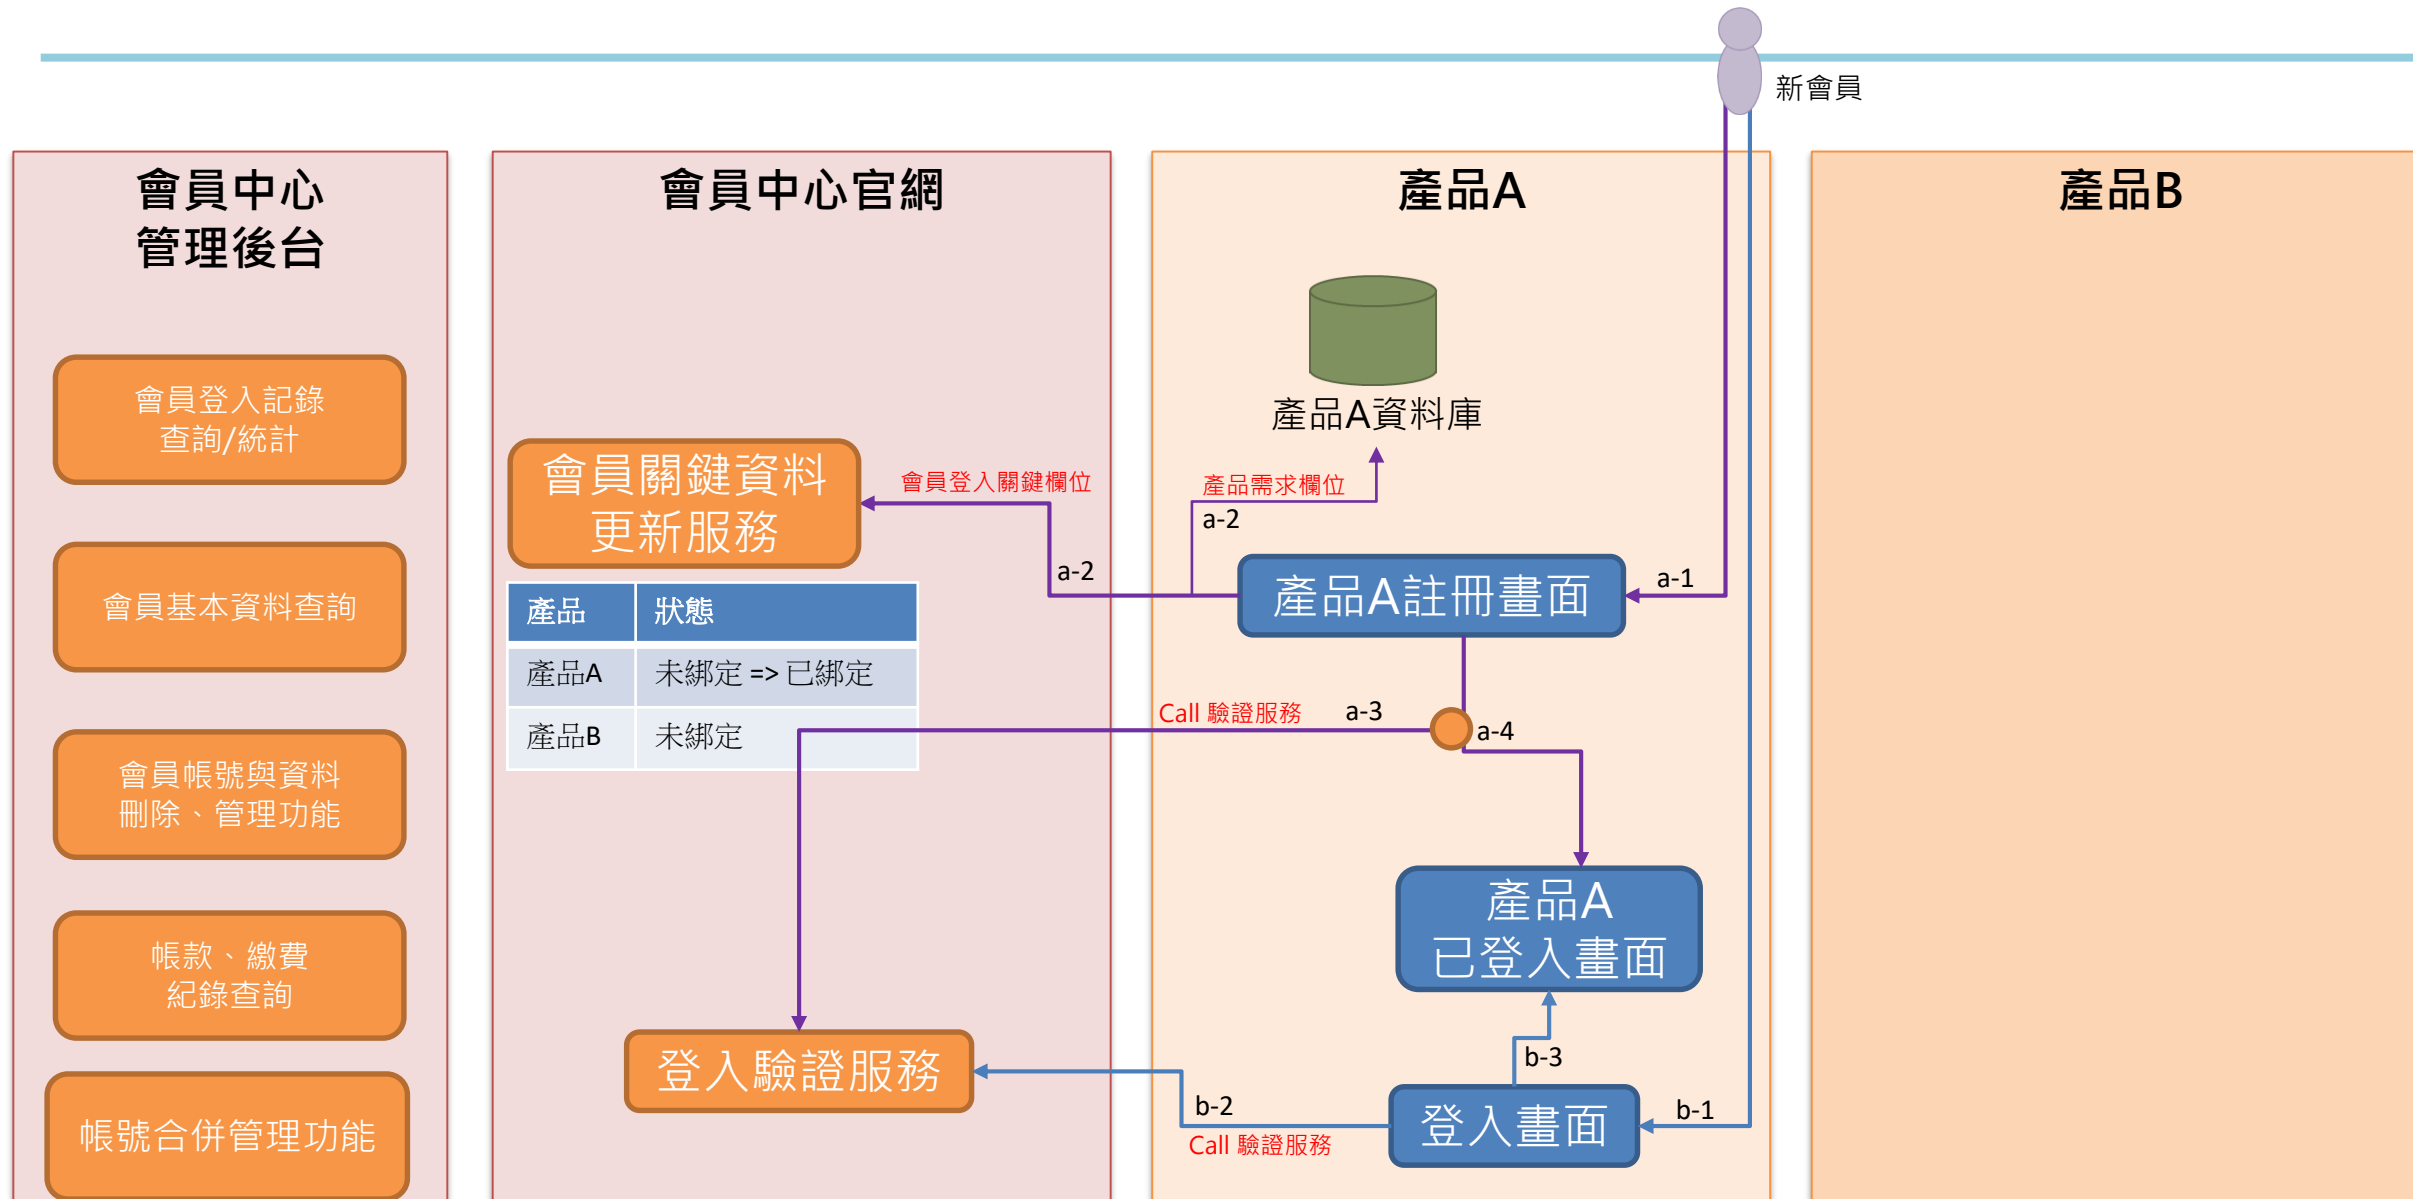 新會員
會員中心
管理後台
會員登入記錄
查詢/統計
會員基本資料查詢
會員帳號與資料
刪除、管理功能
帳款、繳費
紀錄查詢
帳號合併管理功能
會員中心官網
會員關鍵資料
更新服務
產品 狀態
產品A 未綁定 => 已綁定
產品B 未綁定
登入驗證服務
會員登入關鍵欄位
a-2
產品A
產品A資料庫
產品需求欄位
a-2
產品A註冊畫面
a-1
Call 驗證服務
a-3
a-4
產品A
已登入畫面
b-3
b-2
Call 驗證服務
登入畫面
b-1
產品B